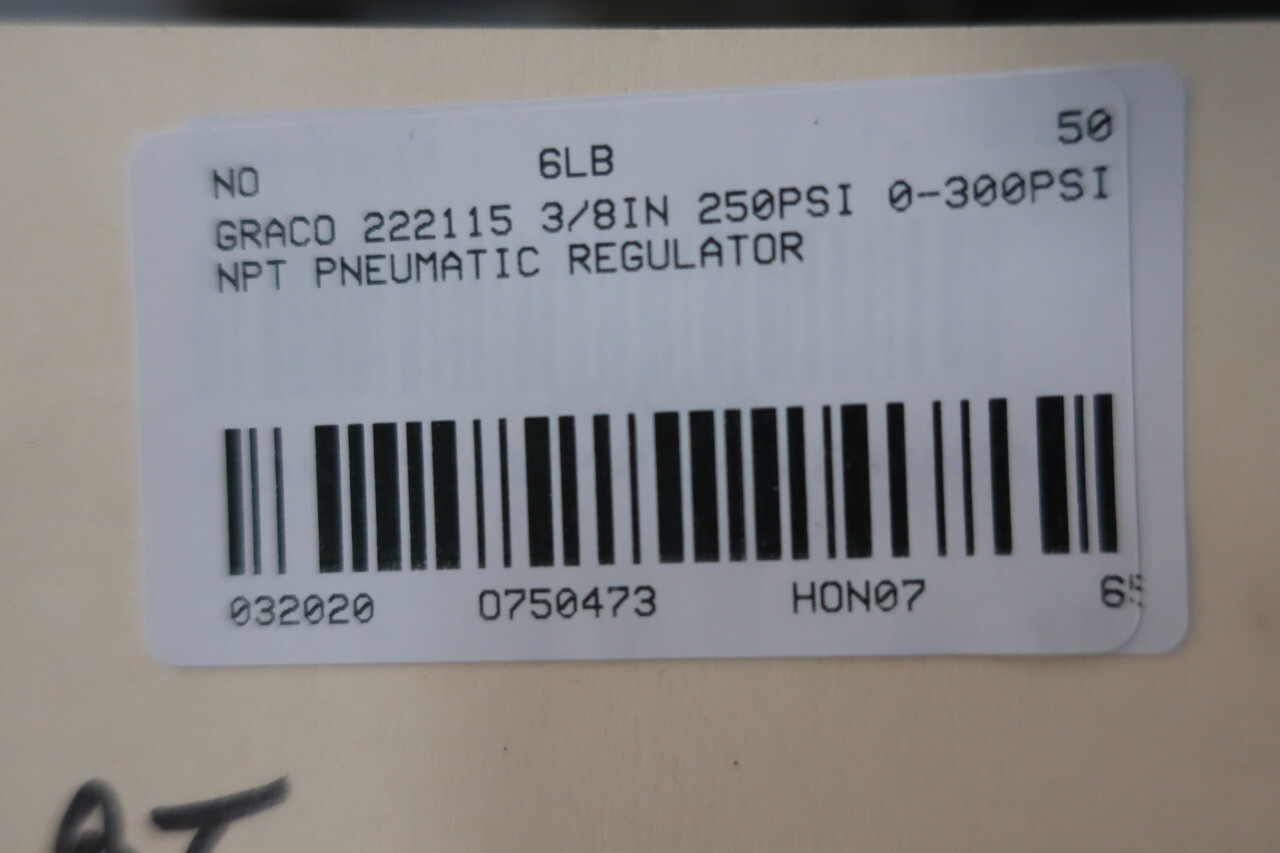 NO 6LB 50
GRACO 222115 3/8IN 250PSI 0-300PSI
NPT PNEUMATIC REGULATOR
032020 0750473 HON07